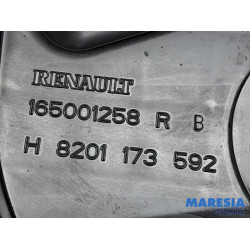 RENAULT
165001258 R B
H 8201 173 592
MARESIA